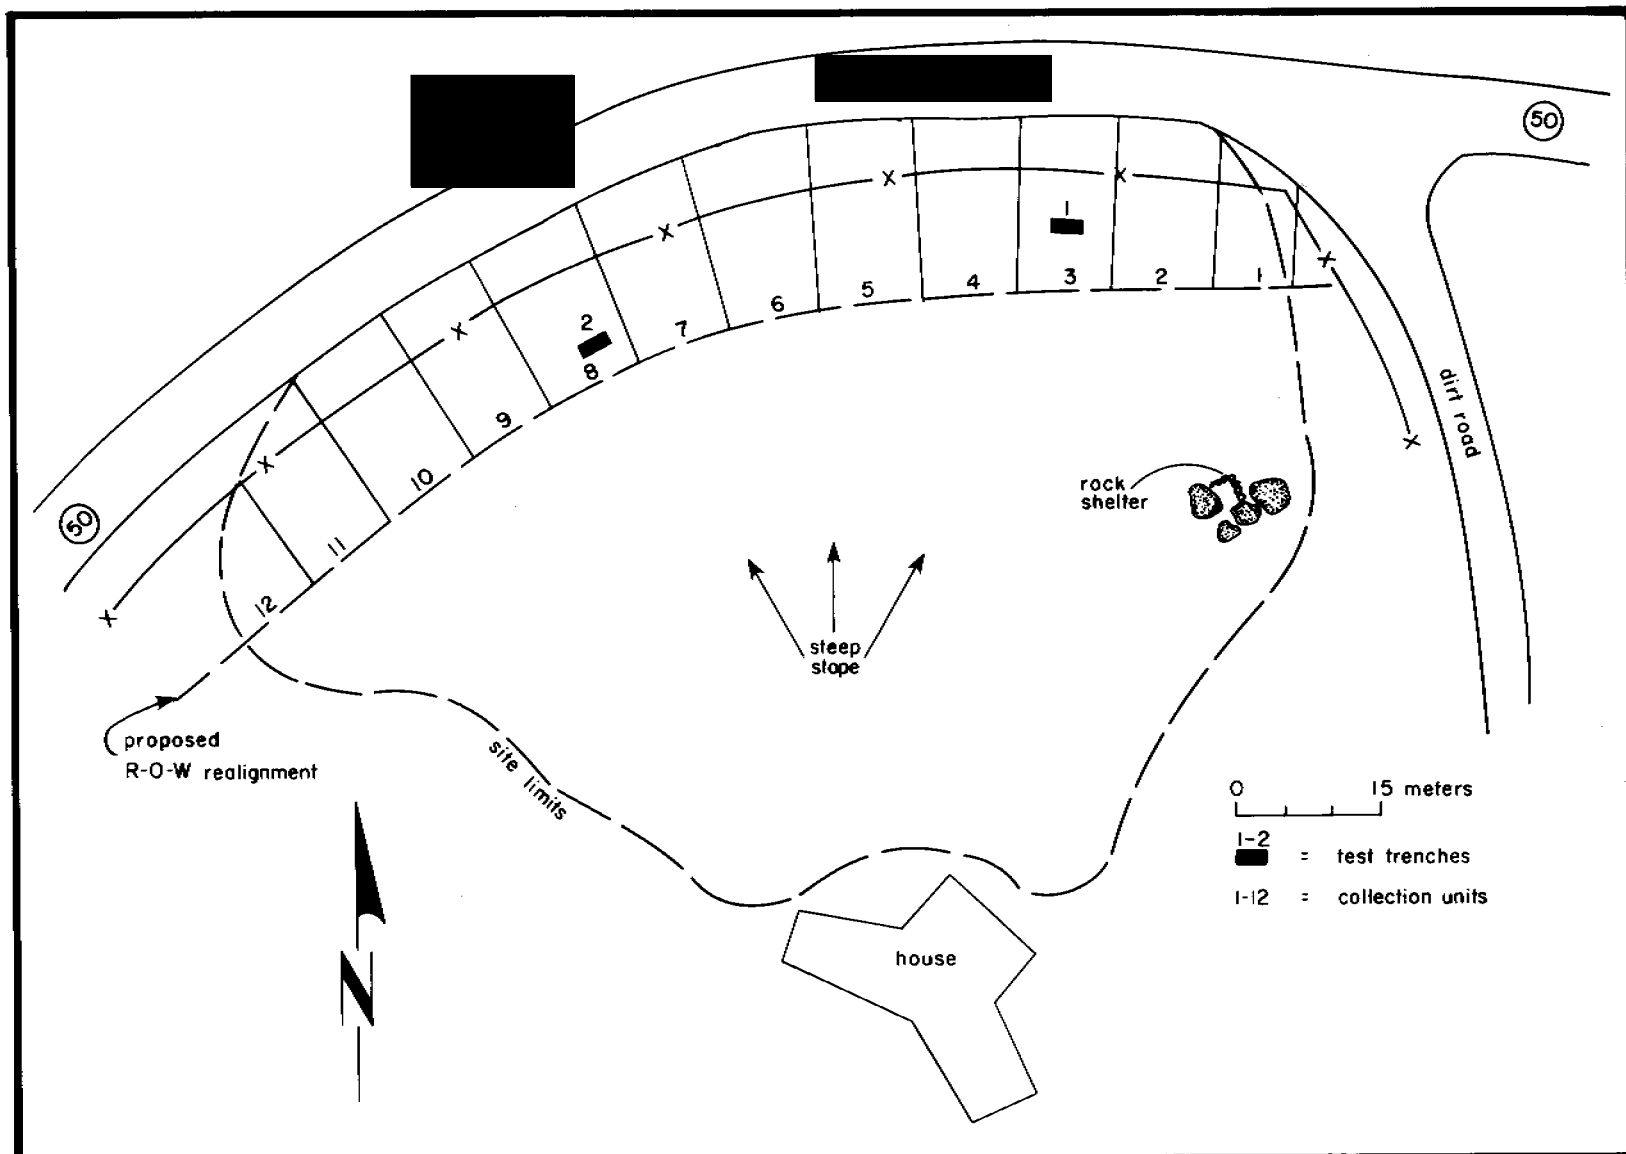 50
1
1
2
3
4
5
6
7
2
8
9
10
11
12
50
dirt road
rock
shelter
steep
slope
proposed
R-O-W realignment
site limits
0 15 meters
1-2
= test trenches
1-12 = collection units
N
house